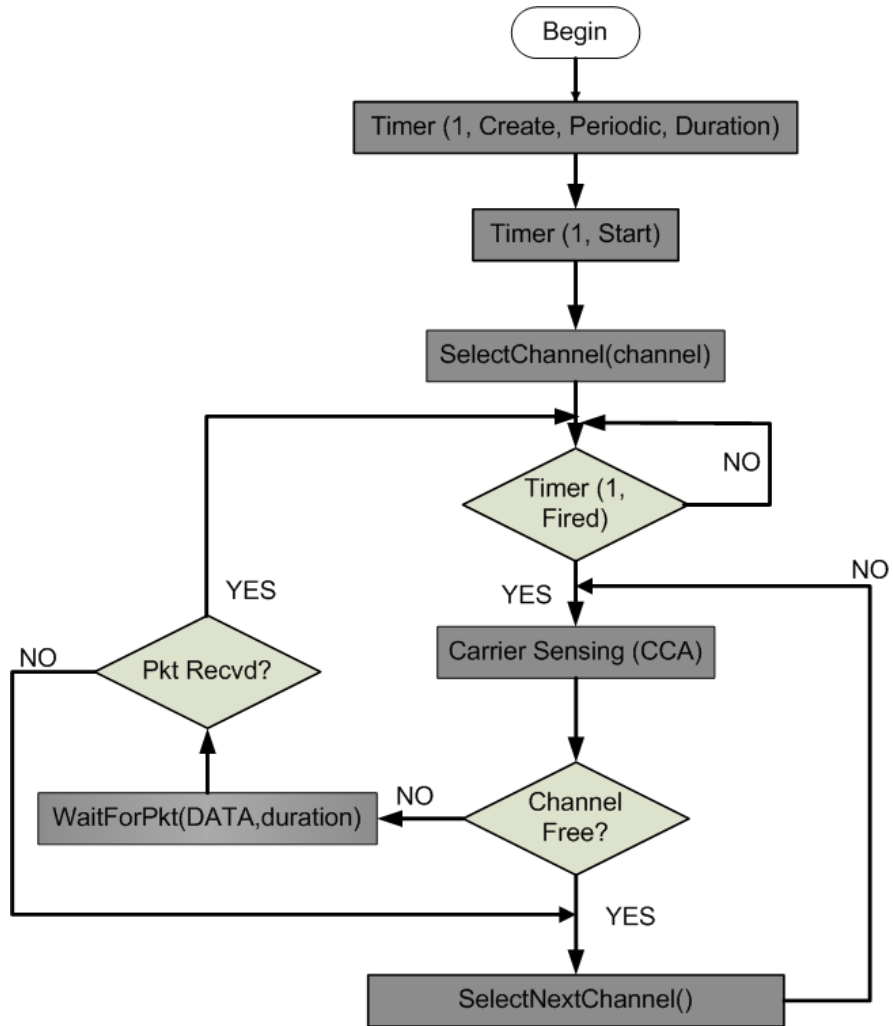 Begin
Timer (1, Create, Periodic, Duration)
Timer (1, Start)
SelectChannel(channel)
Timer (1,
Fired)
NO
YES
NO
YES
NO
Pkt Recvd?
Carrier Sensing (CCA)
WaitForPkt(DATA,duration)
NO
Channel
Free?
YES
SelectNextChannel()